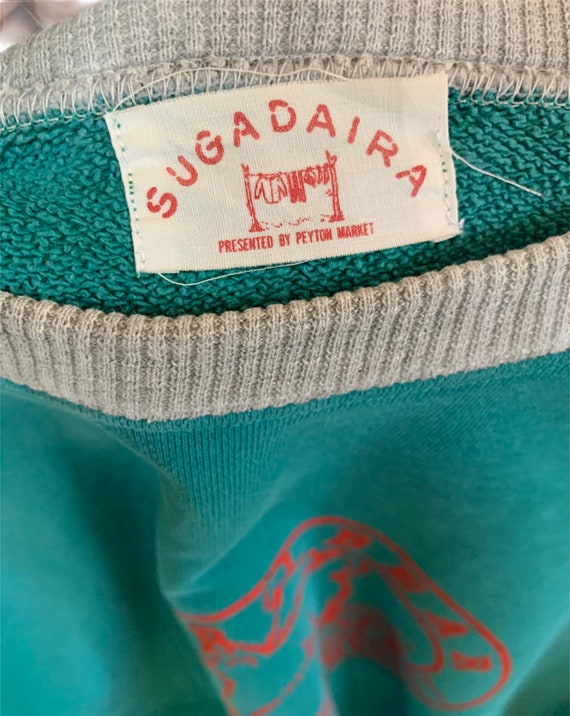 SUGADAIRA
PRESENTED BY PEYTON MARKET